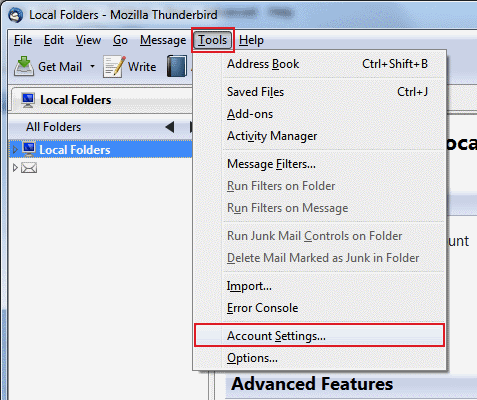 Local Folders - Mozilla Thunderbird
File Edit View Go Message Tools Help
Get Mail Write
Local Folders
All Folders
Local Folders
Address Book Ctrl+Shift+B
Saved Files Ctrl+J
Add-ons
Activity Manager
Message Filters...
Run Filters on Folder
Run Filters on Message
Run Junk Mail Controls on Folder
Delete Mail Marked as Junk in Folder
Import...
Error Console
Account Settings...
Options...
Advanced Features